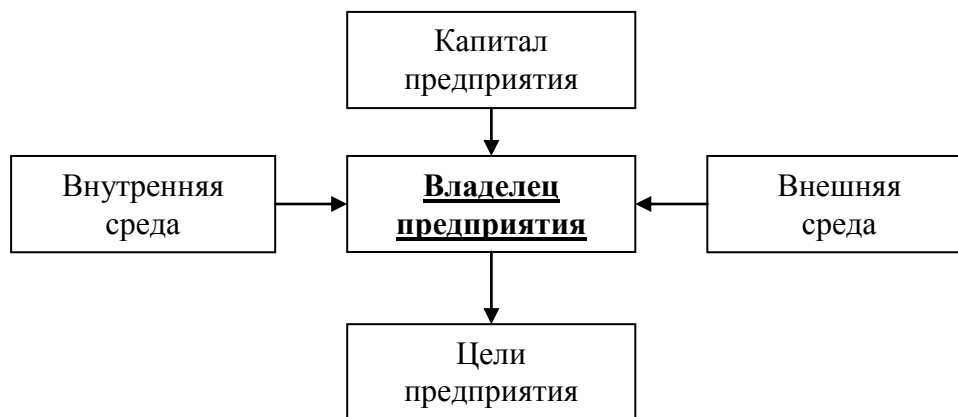 Капитал
предприятия
Внутренняя
среда
Владелец
предприятия
Внешняя
среда
Цели
предприятия